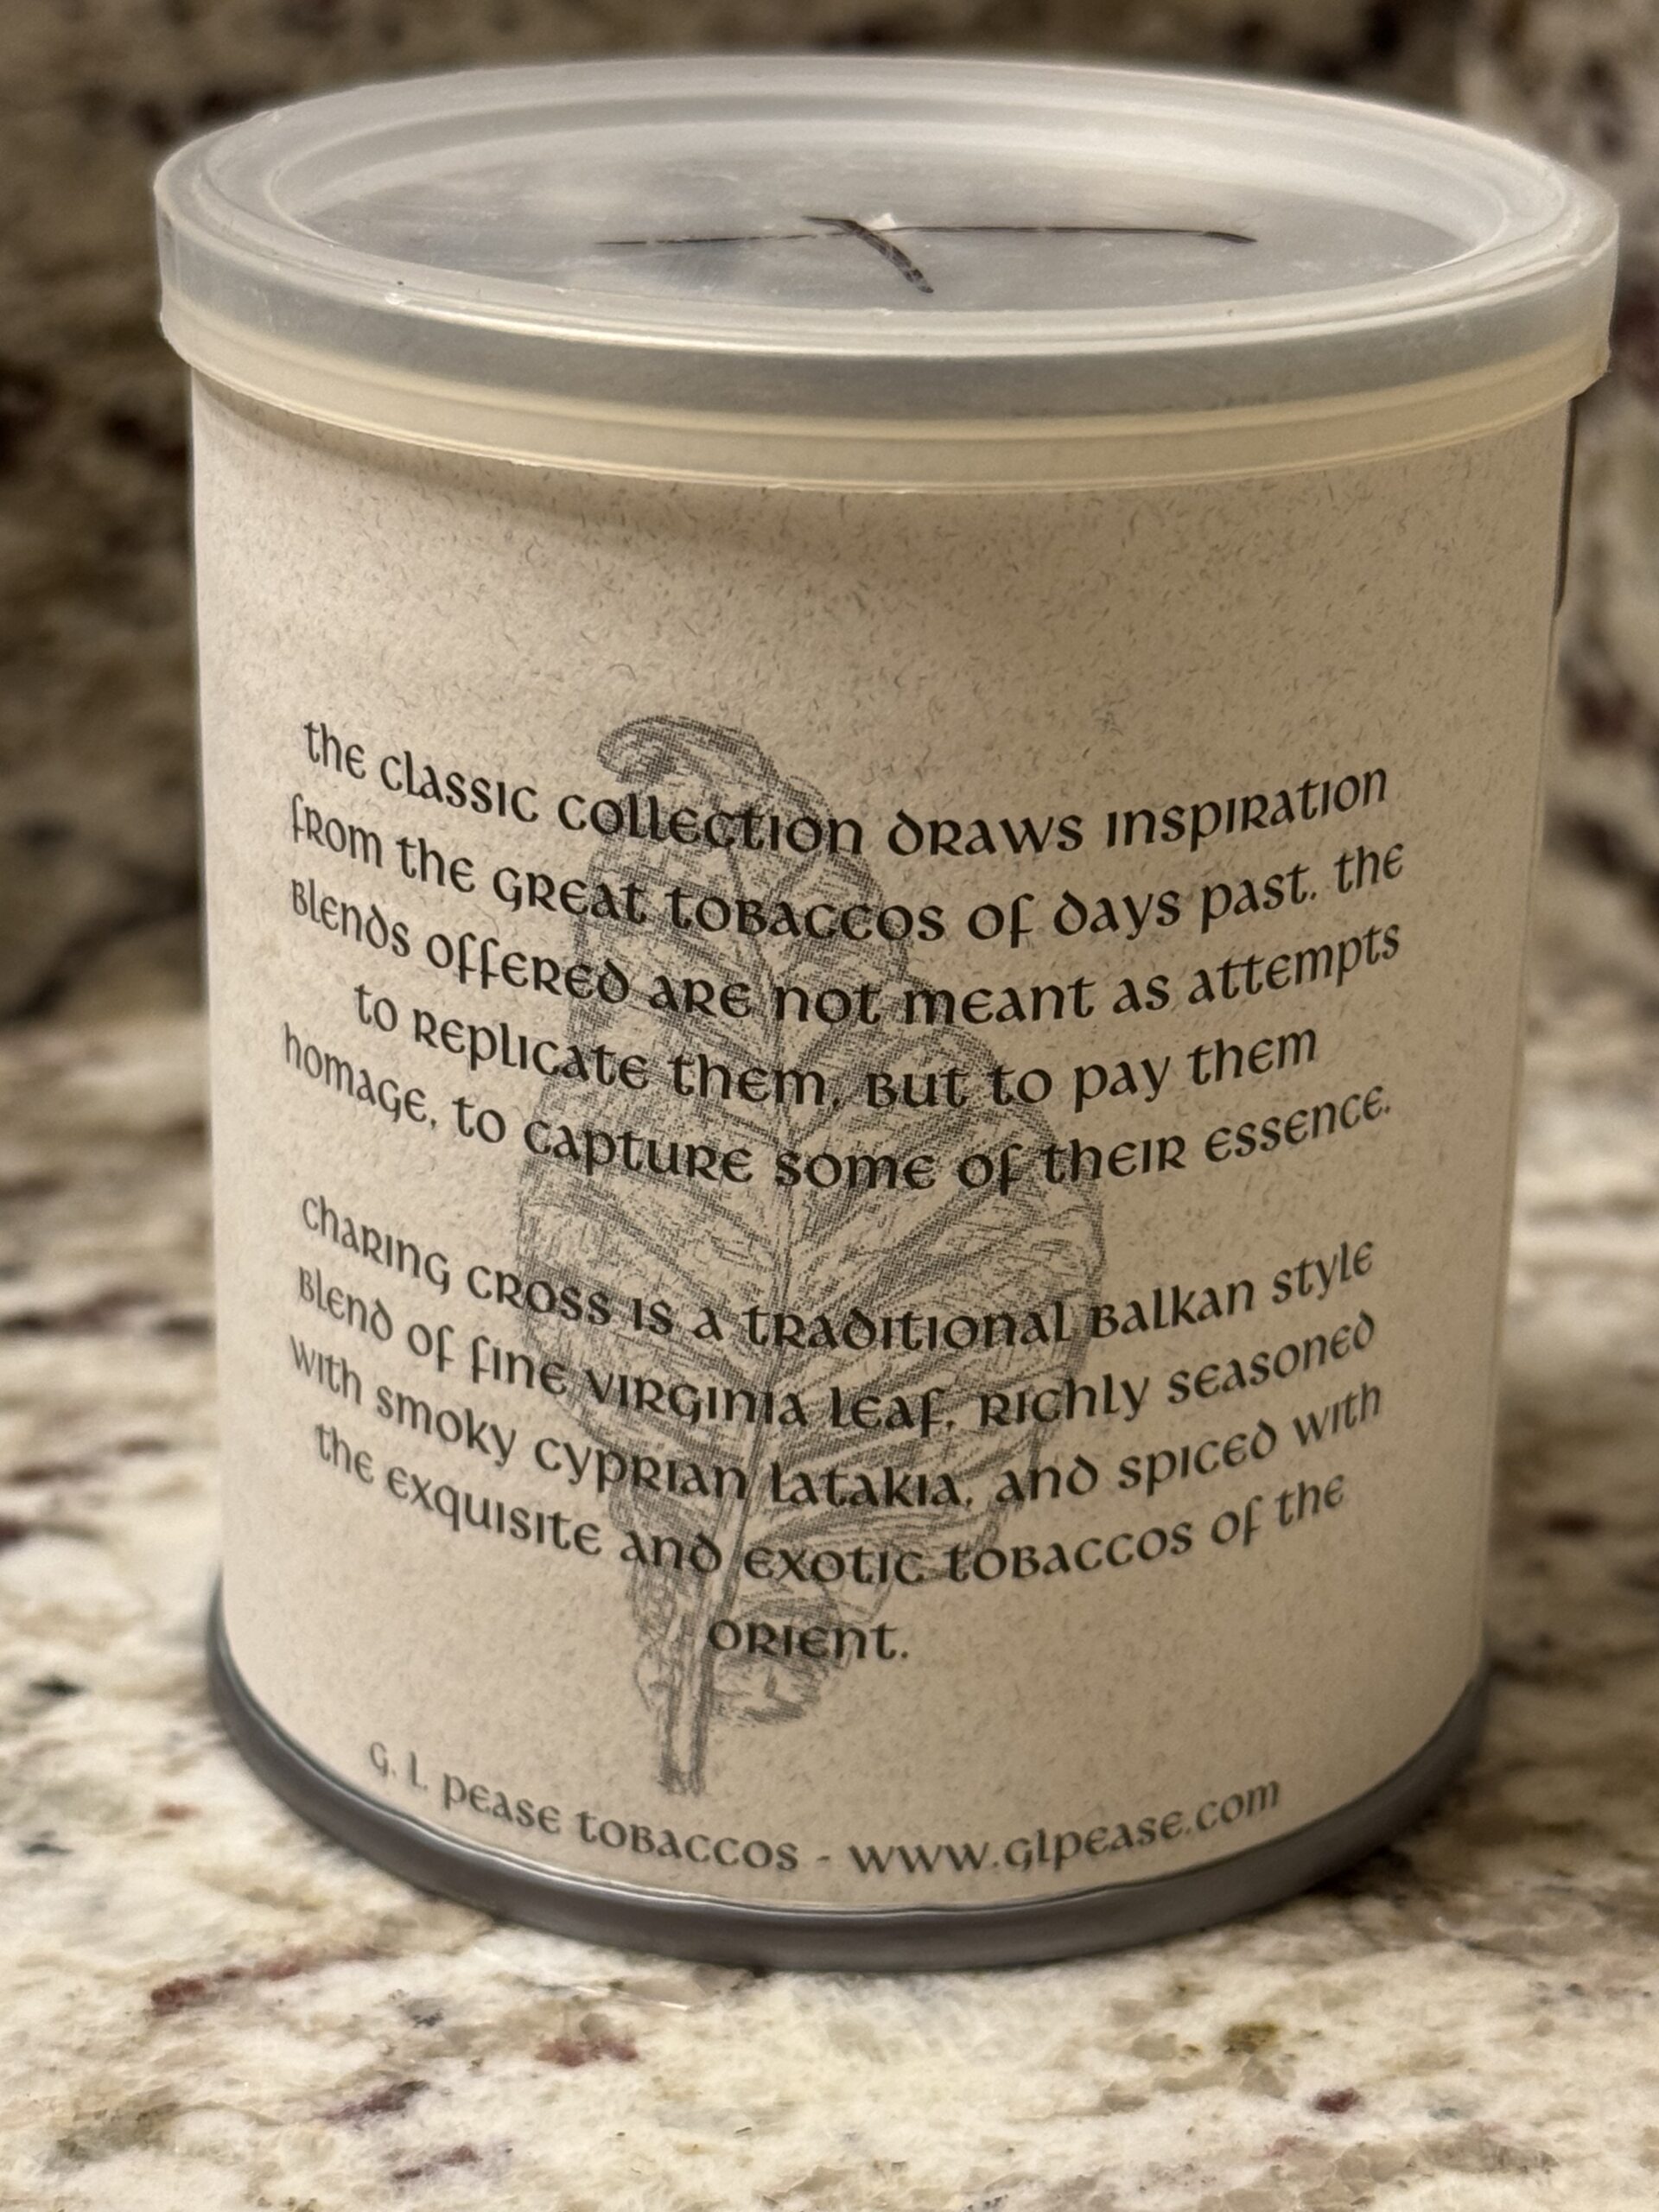 the classic collection draws inspiration
from the great tobaccos of days past. the
blends offered are not meant as attempts
to replicate them, but to pay them
homage, to capture some of their essence.
charing cross is a traditional balkan style
blend of fine virginia leaf, richly seasoned
with smoky cyprian latakia, and spiced with
the exquisite and exotic tobaccos of the
orient.
g. l. pease tobaccos - www.glpease.com